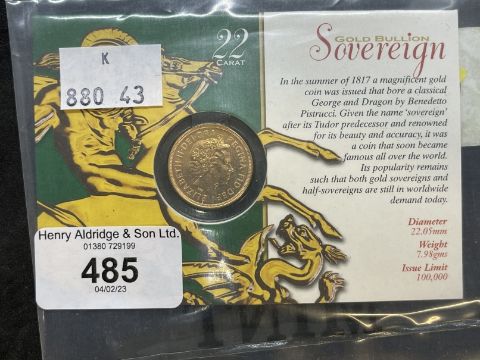 K
880 43
22
CARAT
GOLD BULLION
Sovereign
In the summer of 1817 a magnificent gold
coin was issued that bore a classical
George and Dragon by Benedetto
Pistrucci. Given the name 'sovereign'
after its Tudor predecessor and renowned
for its beauty and accuracy, it was
a coin that soon became
famous all over the world.
Its popularity remains
such that both gold sovereigns and
half-sovereigns are still in worldwide
demand today.
Diameter
22.05mm
Weight
7.98gms
Issue Limit
100,000
Henry Aldridge & Son Ltd.
01380 729199
485
04/02/23